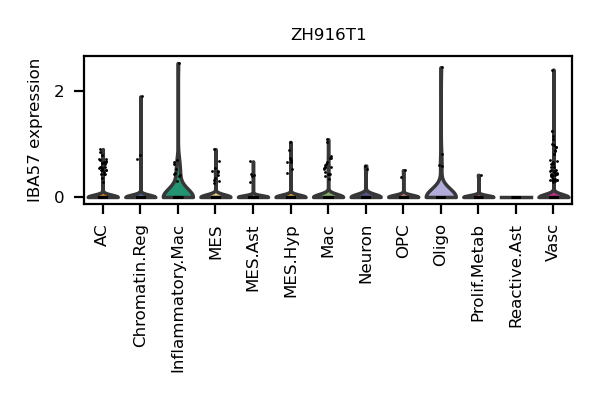 ZH916T1
IBA57 expression
2
0
AC
Chromatin.Reg
Inflammatory.Mac
MES
MES.Ast
MES.Hyp
Mac
Neuron
OPC
Oligo
Prolif.Metab
Reactive.Ast
Vasc